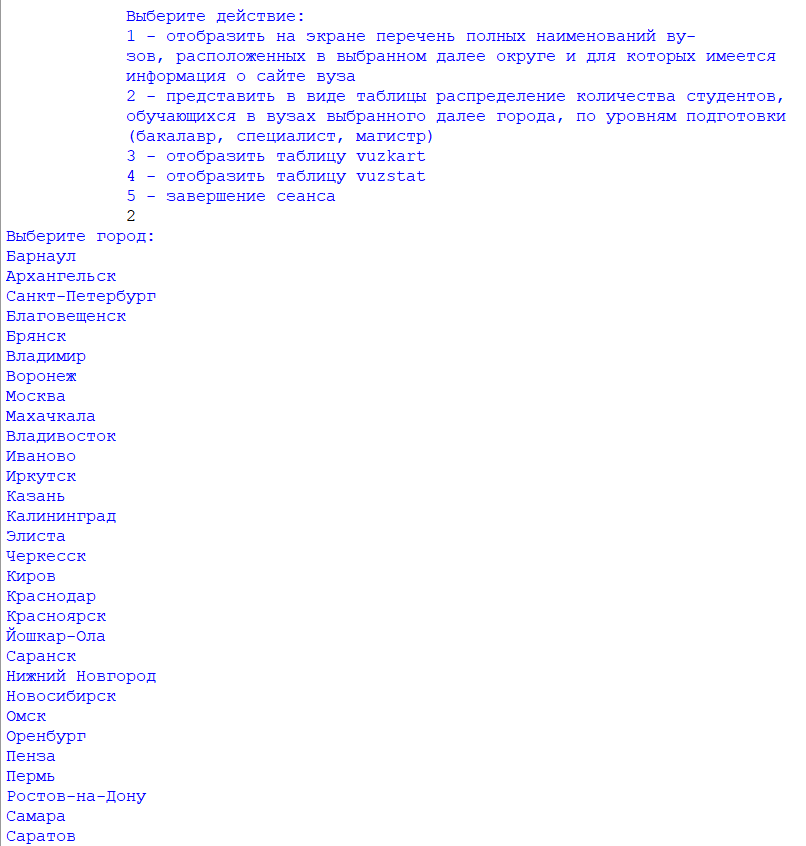 Выберите действие:
1 - отобразить на экране перечень полных наименований ву-
зов, расположенных в выбранном далее округе и для которых имеется
информация о сайте вуза
2 - представить в виде таблицы распределение количества студентов,
обучающихся в вузах выбранного далее города, по уровням подготовки
(бакалавр, специалист, магистр)
3 - отобразить таблицу vuzkart
4 - отобразить таблицу vuzstat
5 - завершение сеанса
2
Выберите город:
Барнаул
Архангельск
Санкт-Петербург
Благовещенск
Брянск
Владимир
Воронеж
Москва
Махачкала
Владивосток
Иваново
Иркутск
Казань
Калининград
Элиста
Черкесск
Киров
Краснодар
Красноярск
Йошкар-Ола
Саранск
Нижний Новгород
Новосибирск
Омск
Оренбург
Пенза
Пермь
Ростов-на-Дону
Самара
Саратов